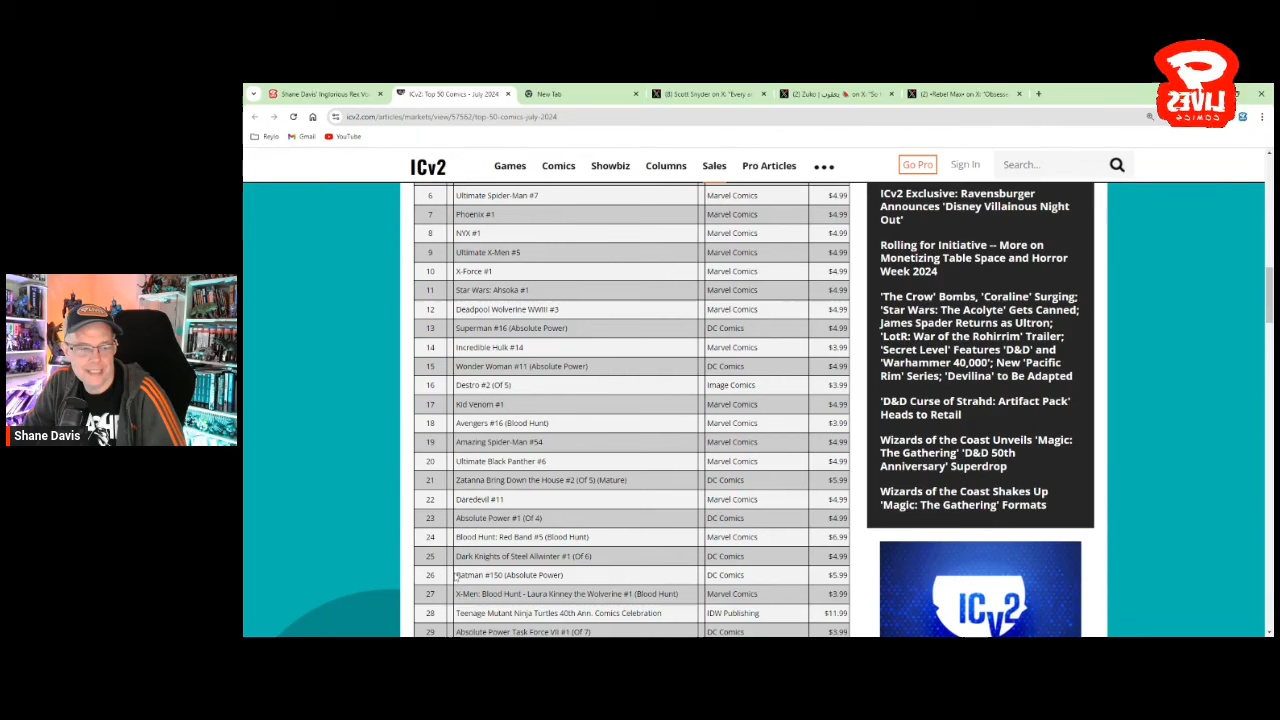 Shane Davis' Inglorious Rex Vo
ICv2: Top 50 Comics - July 2024
New Tab
(8) Scott Snyder on X: "Every a
(2) •Rebel Max• on X: "Obsess
icv2.com/articles/markets/view/57562/top-50-comics-july-2024
Reylo
Gmail
YouTube
LIVES
COMICS
ICv2
Games
Comics
Showbiz
Columns
Sales
Pro Articles
•••
Go Pro
Sign In
Search...
6 Ultimate Spider-Man #7 Marvel Comics $4.99
7 Phoenix #1 Marvel Comics $4.99
8 NYX #1 Marvel Comics $4.99
9 Ultimate X-Men #5 Marvel Comics $4.99
10 X-Force #1 Marvel Comics $4.99
11 Star Wars: Ahsoka #1 Marvel Comics $4.99
12 Deadpool Wolverine WWIII #3 Marvel Comics $4.99
13 Superman #16 (Absolute Power) DC Comics $4.99
14 Incredible Hulk #14 Marvel Comics $3.99
15 Wonder Woman #11 (Absolute Power) DC Comics $4.99
16 Destro #2 (Of 5) Image Comics $3.99
17 Kid Venom #1 Marvel Comics $4.99
18 Avengers #16 (Blood Hunt) Marvel Comics $3.99
19 Amazing Spider-Man #54 Marvel Comics $4.99
20 Ultimate Black Panther #6 Marvel Comics $4.99
21 Zatanna Bring Down the House #2 (Of 5) (Mature) DC Comics $5.99
22 Daredevil #11 Marvel Comics $4.99
23 Absolute Power #1 (Of 4) DC Comics $4.99
24 Blood Hunt: Red Band #5 (Blood Hunt) Marvel Comics $6.99
25 Dark Knights of Steel Allwinter #1 (Of 6) DC Comics $4.99
26 Batman #150 (Absolute Power) DC Comics $5.99
27 X-Men: Blood Hunt - Laura Kinney the Wolverine #1 (Blood Hunt) Marvel Comics $3.99
28 Teenage Mutant Ninja Turtles 40th Ann. Comics Celebration IDW Publishing $11.99
29 Absolute Power Task Force VII #1 (Of 7) DC Comics $3.99
ICv2 Exclusive: Ravensburger
Announces 'Disney Villainous Night
Out'
Rolling for Initiative -- More on
Monetizing Table Space and Horror
Week 2024
'The Crow' Bombs, 'Coraline' Surging;
'Star Wars: The Acolyte' Gets Canned;
James Spader Returns as Ultron;
'LotR: War of the Rohirrim' Trailer;
'Secret Level' Features 'D&D' and
'Warhammer 40,000'; New 'Pacific
Rim' Series; 'Devilina' to Be Adapted
'D&D Curse of Strahd: Artifact Pack'
Heads to Retail
Wizards of the Coast Unveils 'Magic:
The Gathering' 'D&D 50th
Anniversary' Superdrop
Wizards of the Coast Shakes Up
'Magic: The Gathering' Formats
ICv2
Shane Davis